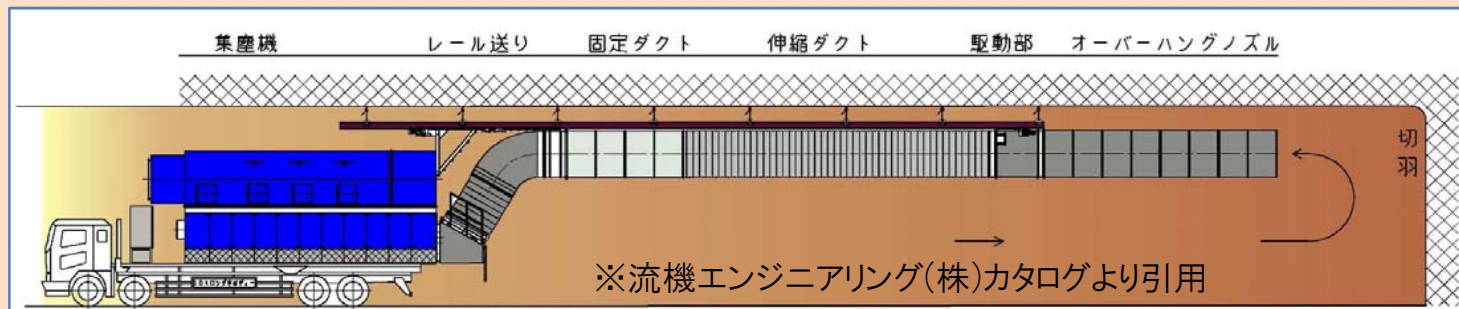 集塵機 レール送り 固定ダクト 伸縮ダクト 駆動部 オーバーハングノズル
切羽
※流機エンジニアリング(株)カタログより引用